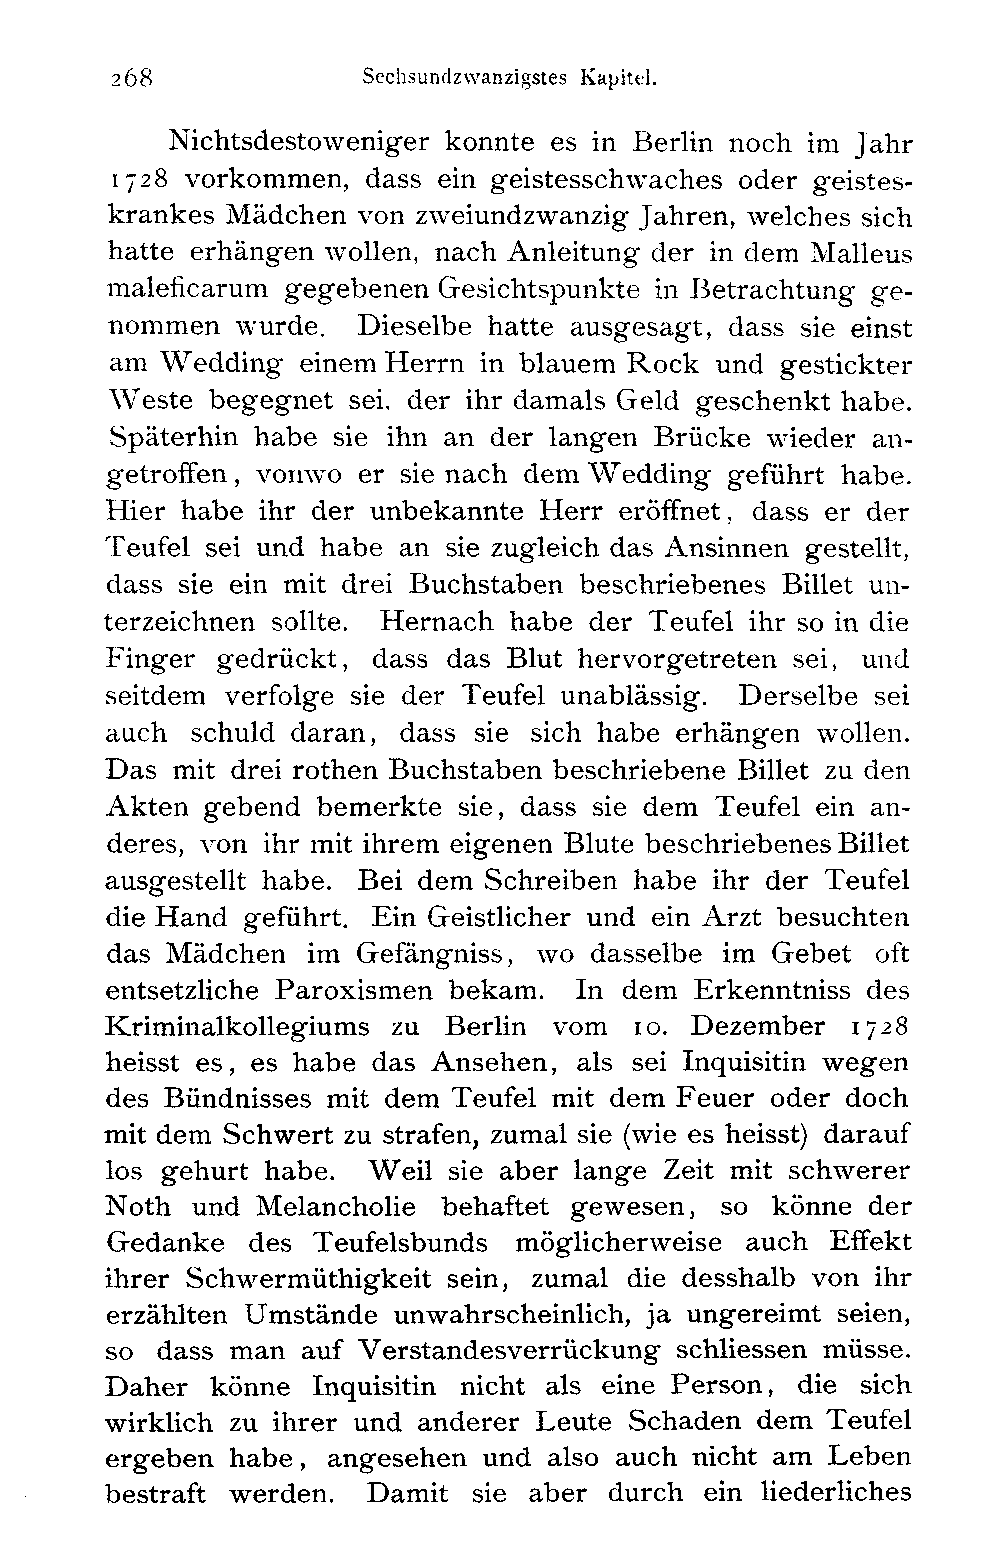 268 Sechsundzwanzigstes Kapitel.
Nichtsdestoweniger konnte es in Berlin noch im Jahr
1728 vorkommen, dass ein geistesschwaches oder geistes-
krankes Mädchen von zweiundzwanzig Jahren, welches sich
hatte erhängen wollen, nach Anleitung der in dem Malleus
maleficarum gegebenen Gesichtspunkte in Betrachtung ge-
nommen wurde. Dieselbe hatte ausgesagt, dass sie einst
am Wedding einem Herrn in blauem Rock und gestickter
Weste begegnet sei, der ihr damals Geld geschenkt habe.
Späterhin habe sie ihn an der langen Brücke wieder an-
getroffen, vonwo er sie nach dem Wedding geführt habe.
Hier habe ihr der unbekannte Herr eröffnet, dass er der
Teufel sei und habe an sie zugleich das Ansinnen gestellt,
dass sie ein mit drei Buchstaben beschriebenes Billet un-
terzeichnen sollte. Hernach habe der Teufel ihr so in die
Finger gedrückt, dass das Blut hervorgetreten sei, und
seitdem verfolge sie der Teufel unablässig. Derselbe sei
auch schuld daran, dass sie sich habe erhängen wollen.
Das mit drei rothen Buchstaben beschriebene Billet zu den
Akten gebend bemerkte sie, dass sie dem Teufel ein an-
deres, von ihr mit ihrem eigenen Blute beschriebenes Billet
ausgestellt habe. Bei dem Schreiben habe ihr der Teufel
die Hand geführt. Ein Geistlicher und ein Arzt besuchten
das Mädchen im Gefängniss, wo dasselbe im Gebet oft
entsetzliche Paroxismen bekam. In dem Erkenntniss des
Kriminalkollegiums zu Berlin vom 10. Dezember 1728
heisst es, es habe das Ansehen, als sei Inquisitin wegen
des Bündnisses mit dem Teufel mit dem Feuer oder doch
mit dem Schwert zu strafen, zumal sie (wie es heisst) darauf
los gehurt habe. Weil sie aber lange Zeit mit schwerer
Noth und Melancholie behaftet gewesen, so könne der
Gedanke des Teufelsbunds möglicherweise auch Effekt
ihrer Schwermüthigkeit sein, zumal die desshalb von ihr
erzählten Umstände unwahrscheinlich, ja ungereimt seien,
so dass man auf Verstandesverrückung schliessen müsse.
Daher könne Inquisitin nicht als eine Person, die sich
wirklich zu ihrer und anderer Leute Schaden dem Teufel
ergeben habe, angesehen und also auch nicht am Leben
bestraft werden. Damit sie aber durch ein liederliches